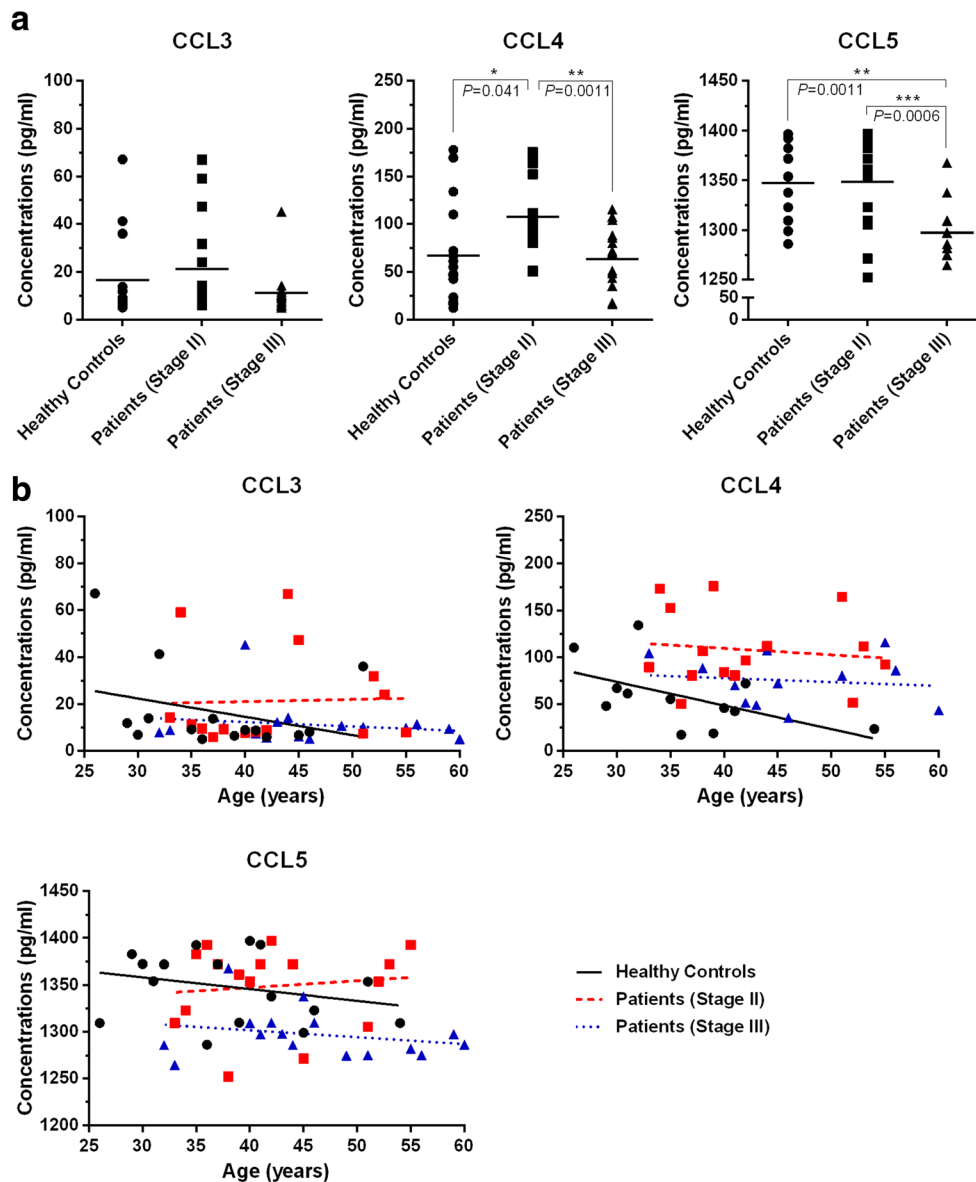 a
CCL3
CCL4
CCL5
Concentrations (pg/ml)
100
80
60
40
20
0
Healthy Controls
Patients (Stage II)
Patients (Stage III)
Concentrations (pg/ml)
250
200
150
100
50
0
*
P=0.041
**
P=0.0011
Healthy Controls
Patients (Stage II)
Patients (Stage III)
Concentrations (pg/ml)
1450
1400
1350
1300
1250
50
0
**
P=0.0011
***
P=0.0006
Healthy Controls
Patients (Stage II)
Patients (Stage III)
b
CCL3
Concentrations (pg/ml)
100
80
60
40
20
0
25 30 35 40 45 50 55 60
Age (years)
CCL4
Concentrations (pg/ml)
250
200
150
100
50
0
25 30 35 40 45 50 55 60
Age (years)
CCL5
Concentrations (pg/ml)
1450
1400
1350
1300
1250
1200
25 30 35 40 45 50 55 60
Age (years)
Healthy Controls
Patients (Stage II)
Patients (Stage III)